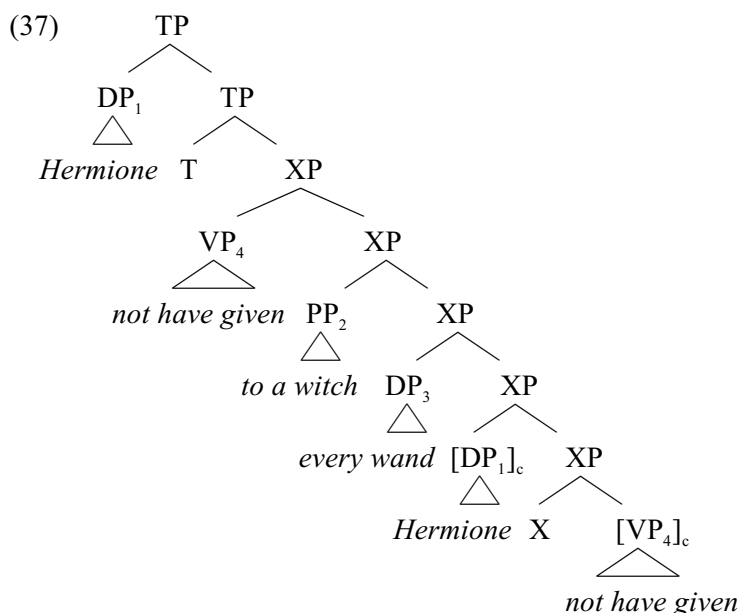 (37) TP
DP₁ TP
Hermione T XP
VP₄ XP
not have given PP₂ XP
to a witch DP₃ XP
every wand [DP₁]c XP
Hermione X [VP₄]c
not have given